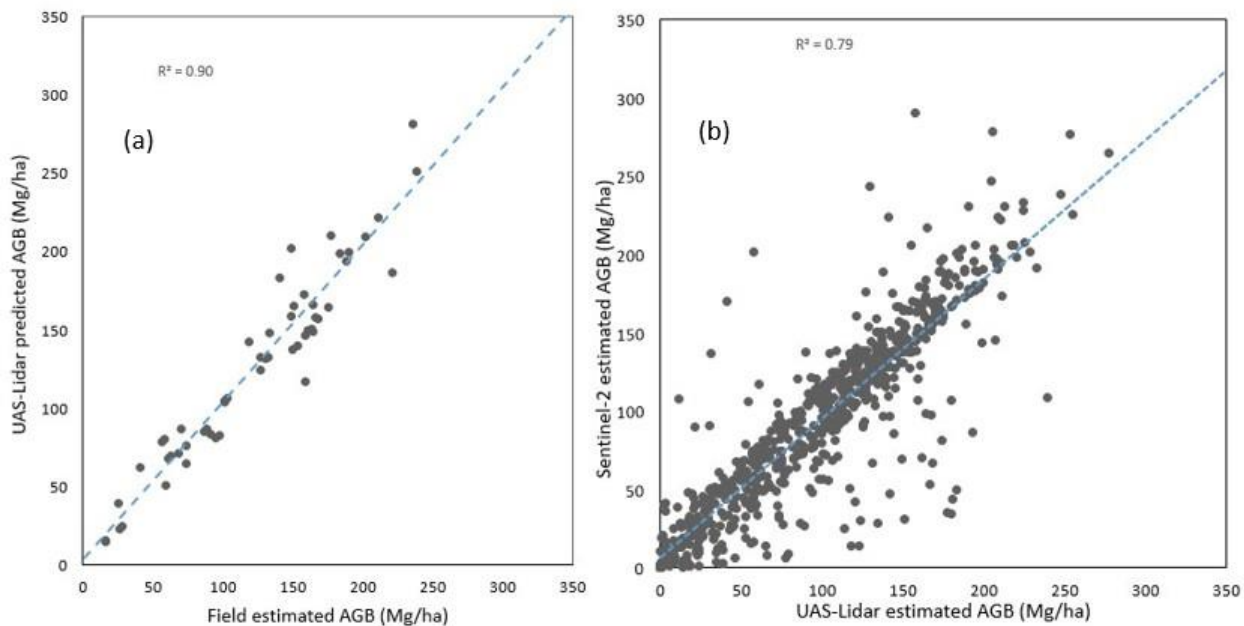 350
300
250
200
150
100
50
0
UAS-Lidar predicted AGB (Mg/ha)
R² = 0.90
(a)
0 50 100 150 200 250 300 350
Field estimated AGB (Mg/ha)
350
300
250
200
150
100
50
0
Sentinel-2 estimated AGB (Mg/ha)
R² = 0.79
(b)
0 50 100 150 200 250 300 350
UAS-Lidar estimated AGB (Mg/ha)